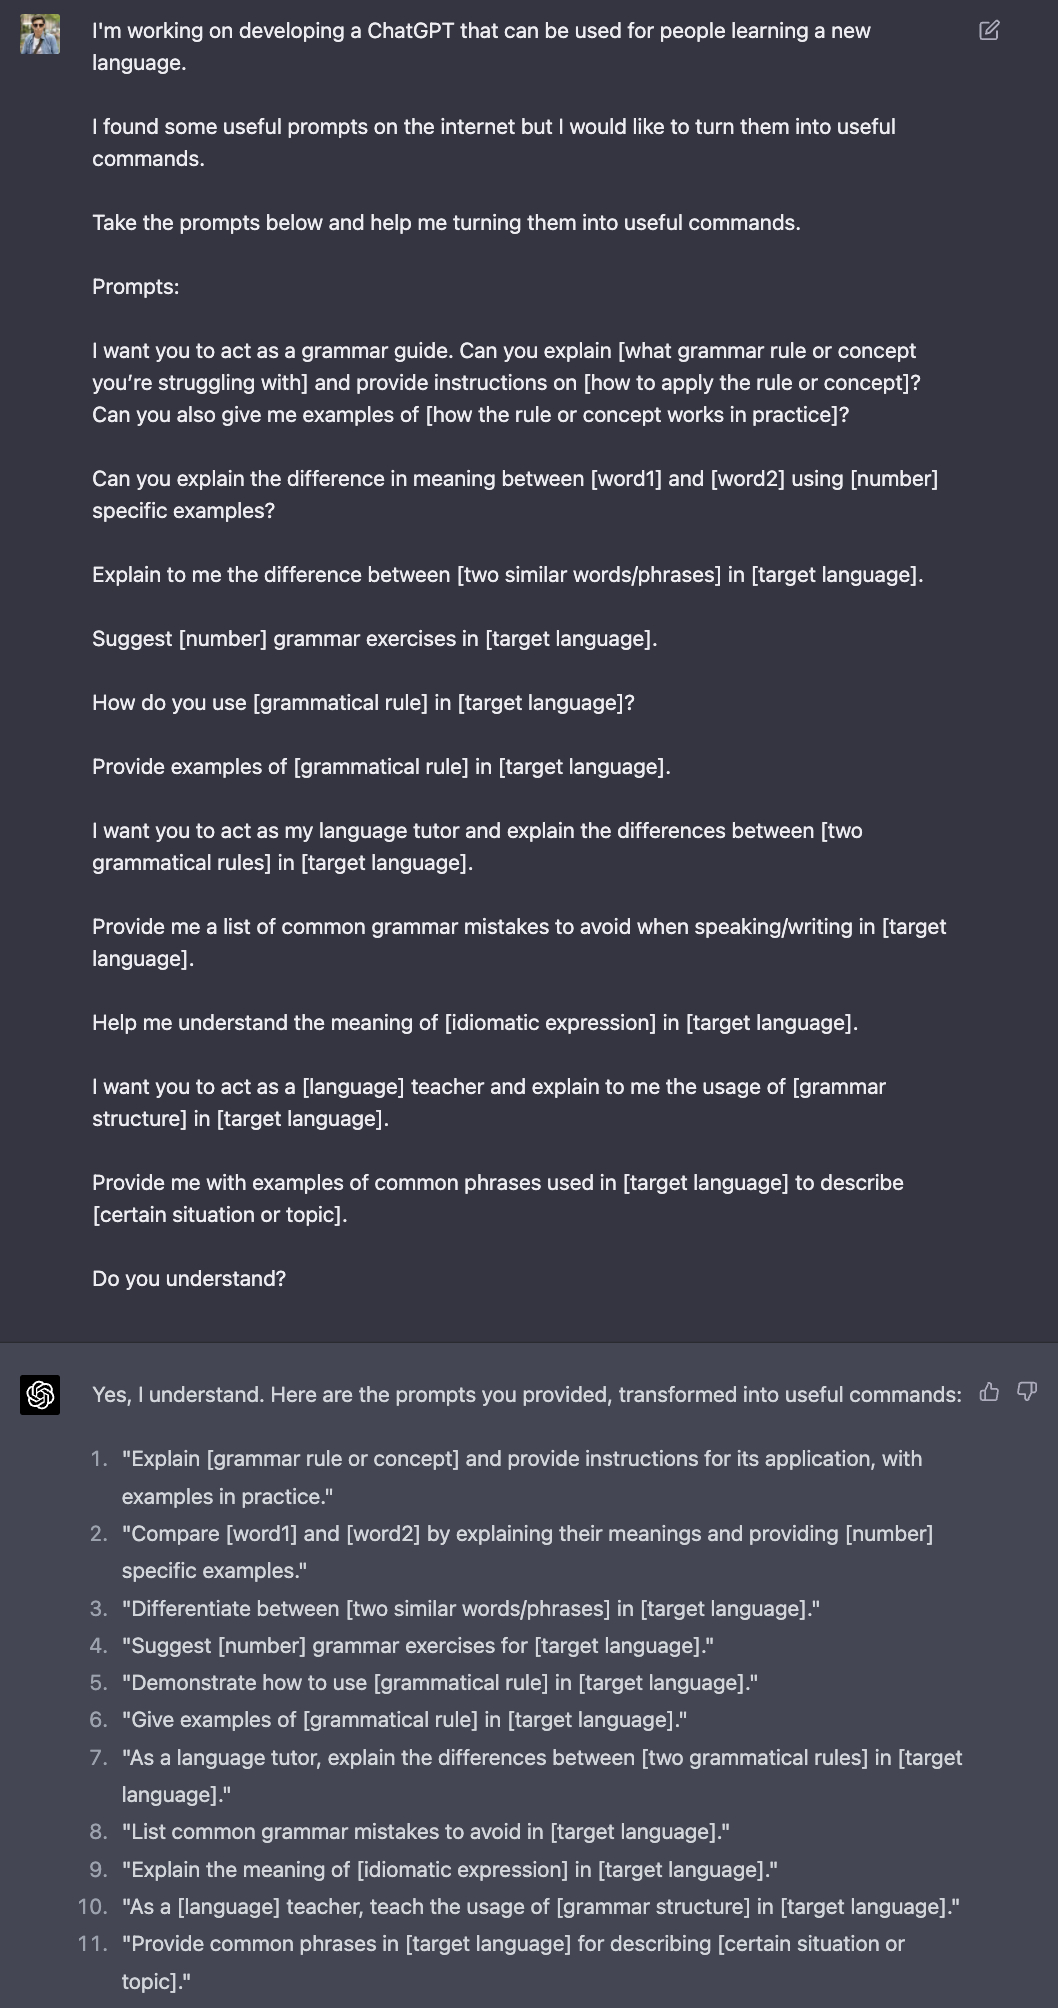 I'm working on developing a ChatGPT that can be used for people learning a new
language.
I found some useful prompts on the internet but I would like to turn them into useful
commands.
Take the prompts below and help me turning them into useful commands.
Prompts:
I want you to act as a grammar guide. Can you explain [what grammar rule or concept
you’re struggling with] and provide instructions on [how to apply the rule or concept]?
Can you also give me examples of [how the rule or concept works in practice]?
Can you explain the difference in meaning between [word1] and [word2] using [number]
specific examples?
Explain to me the difference between [two similar words/phrases] in [target language].
Suggest [number] grammar exercises in [target language].
How do you use [grammatical rule] in [target language]?
Provide examples of [grammatical rule] in [target language].
I want you to act as my language tutor and explain the differences between [two
grammatical rules] in [target language].
Provide me a list of common grammar mistakes to avoid when speaking/writing in [target
language].
Help me understand the meaning of [idiomatic expression] in [target language].
I want you to act as a [language] teacher and explain to me the usage of [grammar
structure] in [target language].
Provide me with examples of common phrases used in [target language] to describe
[certain situation or topic].
Do you understand?
Yes, I understand. Here are the prompts you provided, transformed into useful commands:
1. "Explain [grammar rule or concept] and provide instructions for its application, with
examples in practice."
2. "Compare [word1] and [word2] by explaining their meanings and providing [number]
specific examples."
3. "Differentiate between [two similar words/phrases] in [target language]."
4. "Suggest [number] grammar exercises for [target language]."
5. "Demonstrate how to use [grammatical rule] in [target language]."
6. "Give examples of [grammatical rule] in [target language]."
7. "As a language tutor, explain the differences between [two grammatical rules] in [target
language]."
8. "List common grammar mistakes to avoid in [target language]."
9. "Explain the meaning of [idiomatic expression] in [target language]."
10. "As a [language] teacher, teach the usage of [grammar structure] in [target language]."
11. "Provide common phrases in [target language] for describing [certain situation or
topic]."